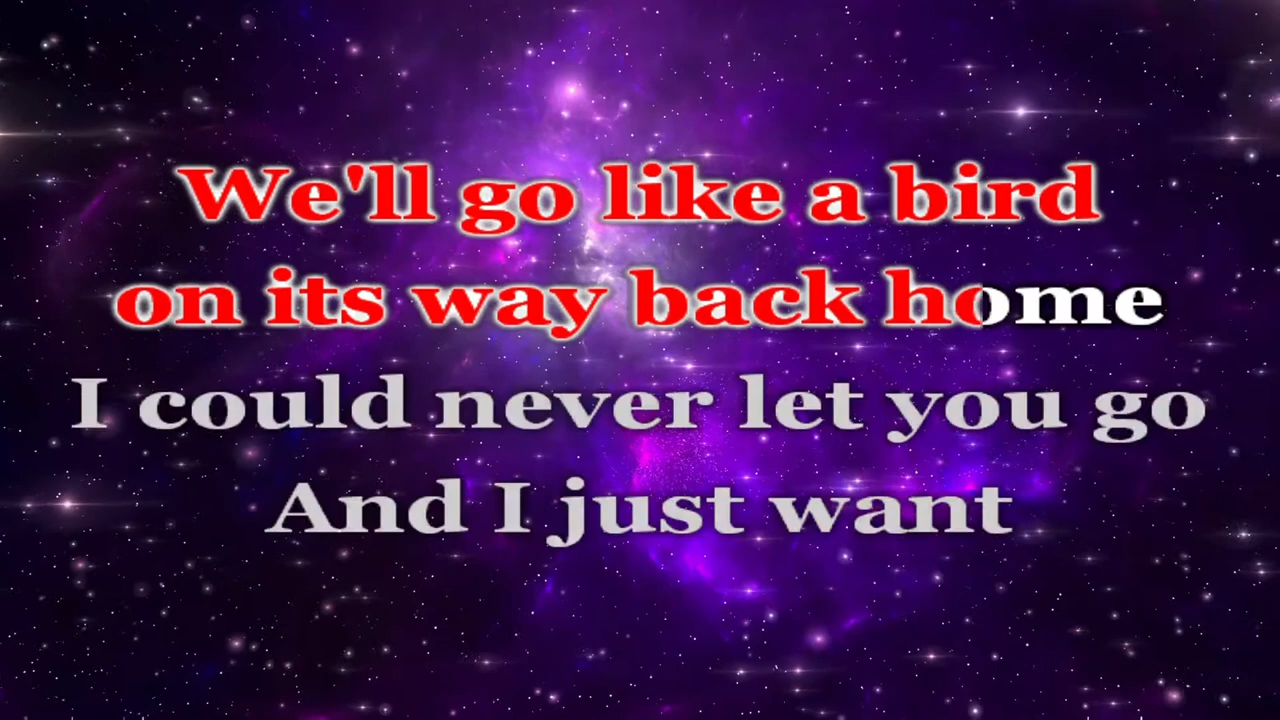 We'll go like a bird
on its way back home
I could never let you go
And I just want